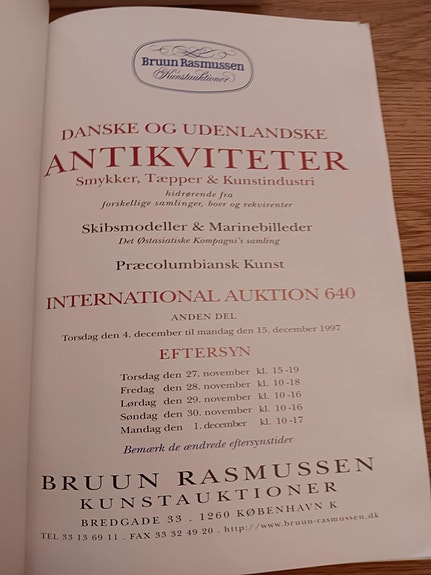 Bruun Rasmussen
Kunstauktioner
DANSKE OG UDENLANDSKE
ANTIKVITETER
Smykker, Tæpper & Kunstindustri
hidrørende fra
forskellige samlinger, boer og rekvirenter
Skibsmodeller & Marinebilleder
Det Østasiatiske Kompagni's samling
Præcolumbiansk Kunst
INTERNATIONAL AUKTION 640
ANDEN DEL
Torsdag den 4. december til mandag den 15. december 1997
EFTERSYN
Torsdag den 27. november kl. 15-19
Fredag den 28. november kl. 10-18
Lørdag den 29. november kl. 10-16
Søndag den 30. november kl. 10-16
Mandag den 1. december kl. 10-17
Bemærk de ændrede eftersynstider
BRUUN RASMUSSEN
KUNSTAUKTIONER
BREDGADE 33 . 1260 KØBENHAVN K
TEL 33 13 69 11 . FAX 33 32 49 20 . http://www.bruun-rasmussen.dk